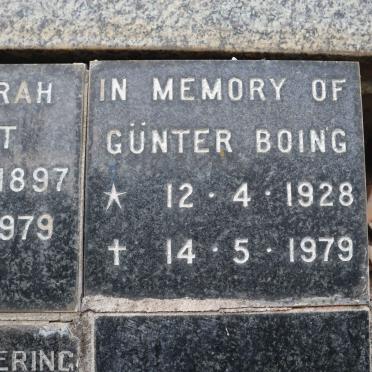 RAH
T
1897
979
IN MEMORY OF
GÜNTER BOING
★ 12·4·1928
✝ 14·5·1979
ERING